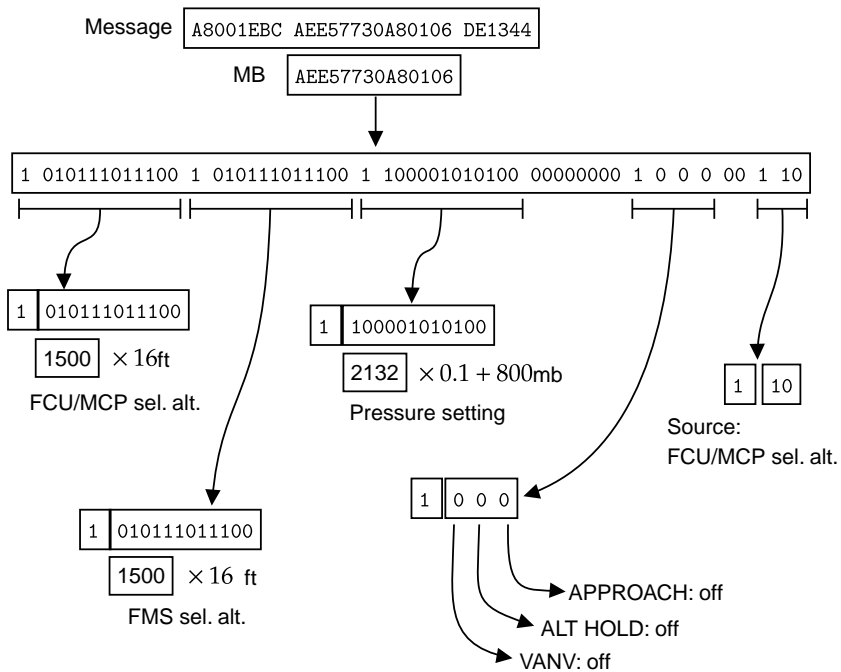 Message A8001EBC AEE57730A80106 DE1344
MB AEE57730A80106
1 010111011100 1 010111011100 1 100001010100 00000000 1 0 0 0 00 1 10
1 010111011100
1500 × 16ft
FCU/MCP sel. alt.
1 100001010100
2132 × 0.1 + 800mb
Pressure setting
1 10
Source:
FCU/MCP sel. alt.
1 0 0 0
1 010111011100
1500 × 16 ft
FMS sel. alt.
APPROACH: off
ALT HOLD: off
VANV: off